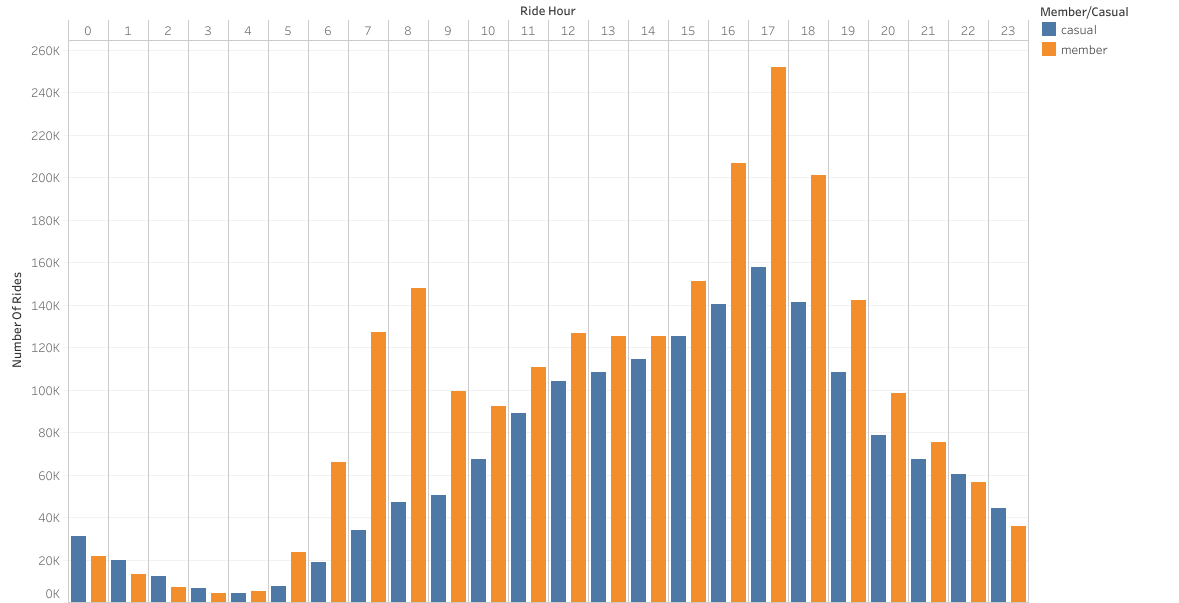 Ride Hour
Member/Casual
0 1 2 3 4 5 6 7 8 9 10 11 12 13 14 15 16 17 18 19 20 21 22 23
casual
member
260K
240K
220K
200K
180K
160K
140K
120K
100K
80K
60K
40K
20K
0K
Number Of Rides